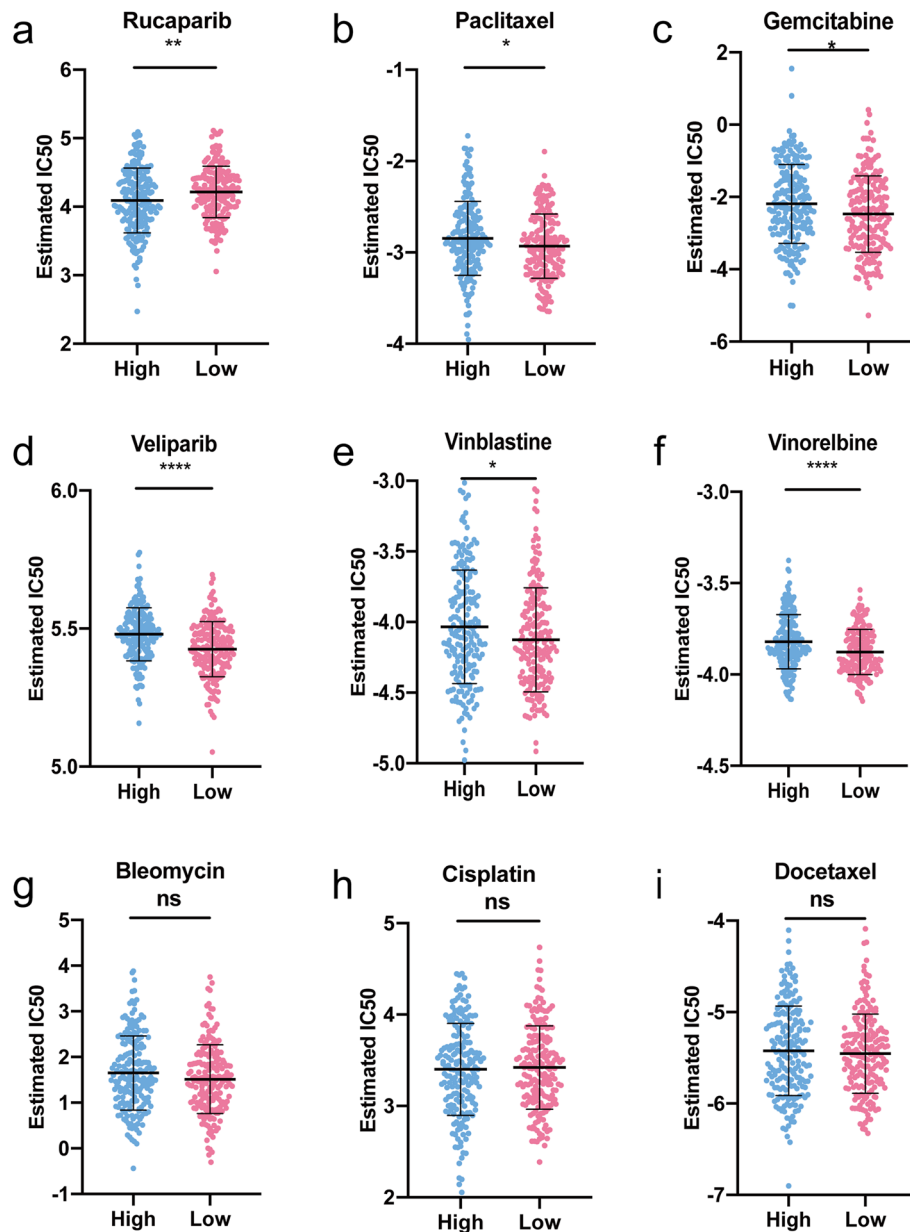 a
Rucaparib
**
Estimated IC50
6
5
4
3
2
High Low
b
Paclitaxel
*
Estimated IC50
-1
-2
-3
-4
High Low
c
Gemcitabine
*
Estimated IC50
2
0
-2
-4
-6
High Low
d
Veliparib
****
Estimated IC50
6.0
5.5
5.0
High Low
e
Vinblastine
*
Estimated IC50
-3.0
-3.5
-4.0
-4.5
-5.0
High Low
f
Vinorelbine
****
Estimated IC50
-3.0
-3.5
-4.0
-4.5
High Low
g
Bleomycin
ns
Estimated IC50
5
4
3
2
1
0
-1
High Low
h
Cisplatin
ns
Estimated IC50
5
4
3
2
High Low
i
Docetaxel
ns
Estimated IC50
-4
-5
-6
-7
High Low